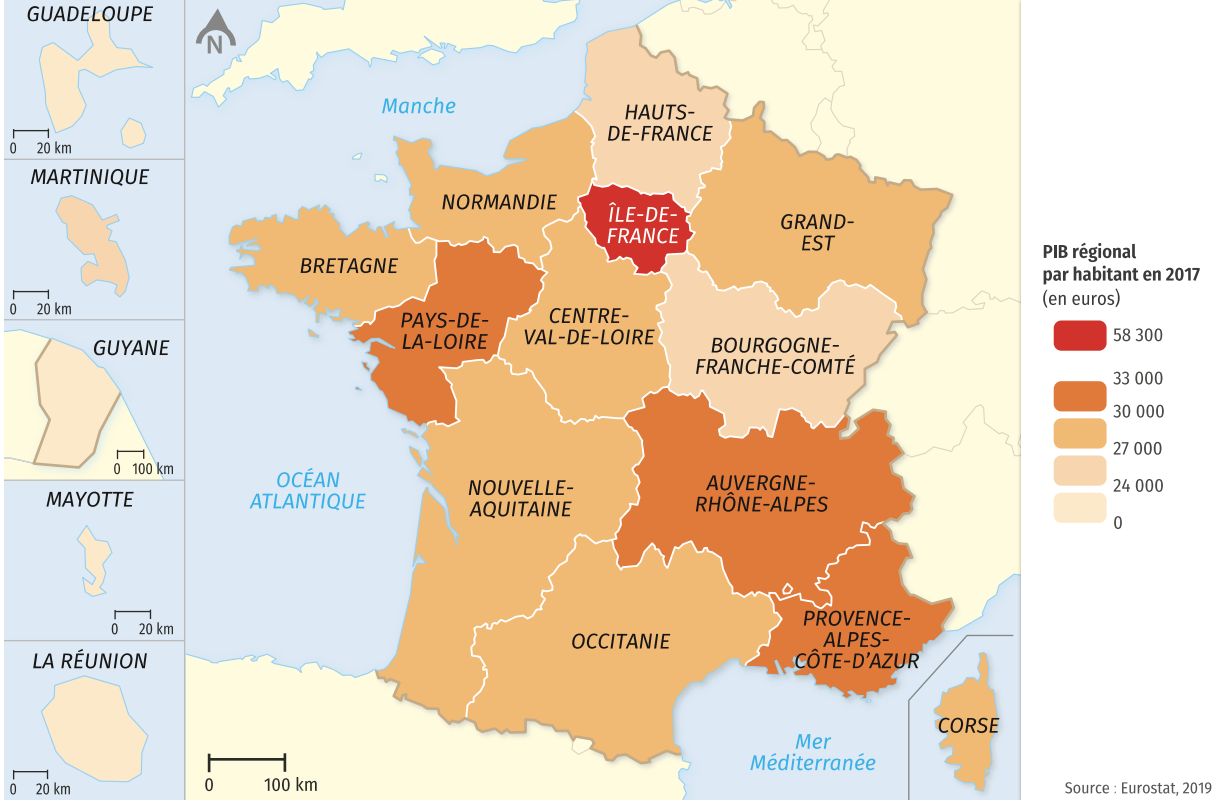 GUADELOUPE
0 20 km
MARTINIQUE
0 20 km
GUYANE
0 100 km
MAYOTTE
0 20 km
LA RÉUNION
0 20 km
N
Manche
HAUTS-
DE-FRANCE
NORMANDIE
ÎLE-DE-
FRANCE
GRAND-
EST
BRETAGNE
PAYS-DE-
LA-LOIRE
CENTRE-
VAL-DE-LOIRE
BOURGOGNE-
FRANCHE-COMTÉ
OCÉAN
ATLANTIQUE
NOUVELLE-
AQUITAINE
AUVERGNE-
RHÔNE-ALPES
OCCITANIE
PROVENCE-
ALPES-
CÔTE-D'AZUR
CORSE
Mer
Méditerranée
0 100 km
PIB régional
par habitant en 2017
(en euros)
58 300
33 000
30 000
27 000
24 000
0
Source : Eurostat, 2019